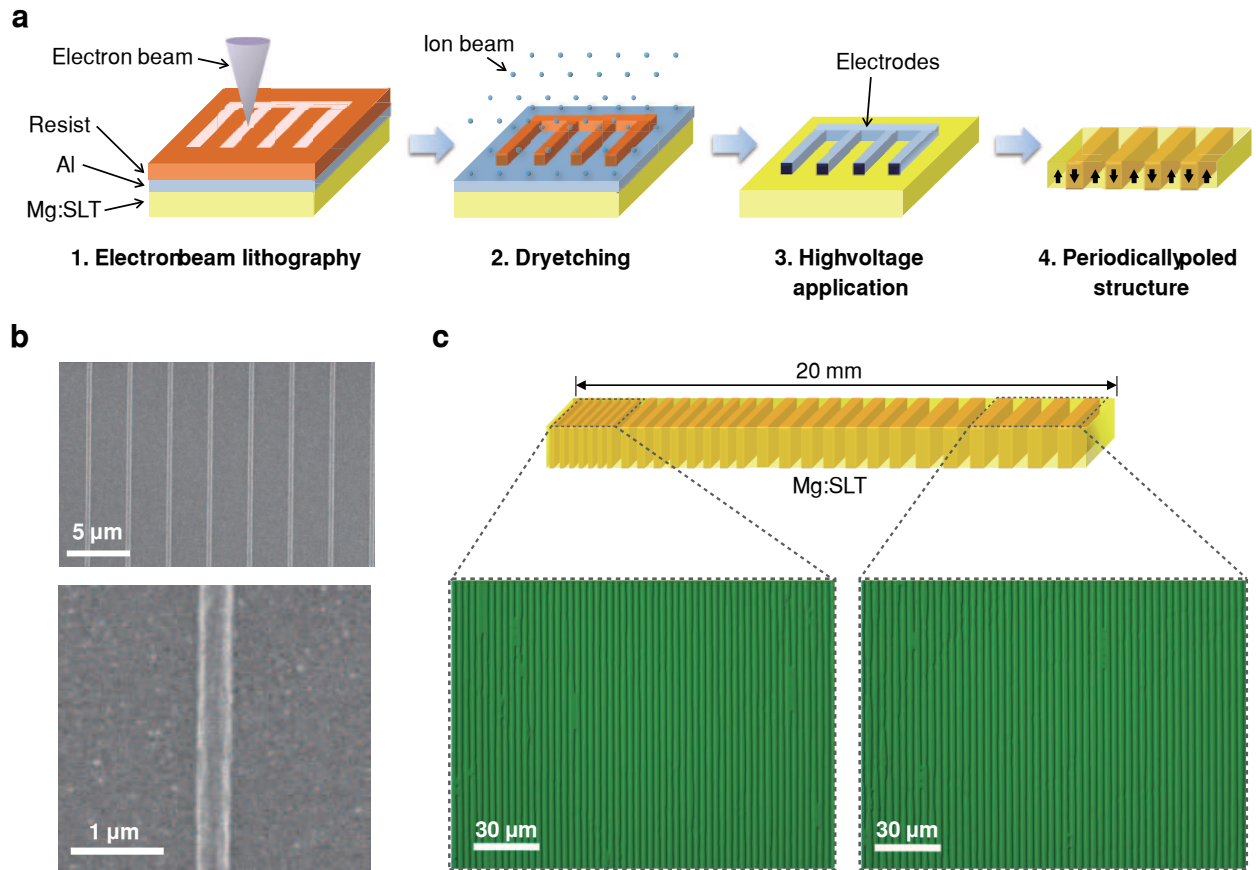 a
Electron beam
Resist
Al
Mg:SLT
Ion beam
Electrodes
1. Electronbeam lithography
2. Dryetching
3. Highvoltage
application
4. Periodicallypoled
structure
b
5 µm
1 µm
c
20 mm
Mg:SLT
30 µm
30 µm